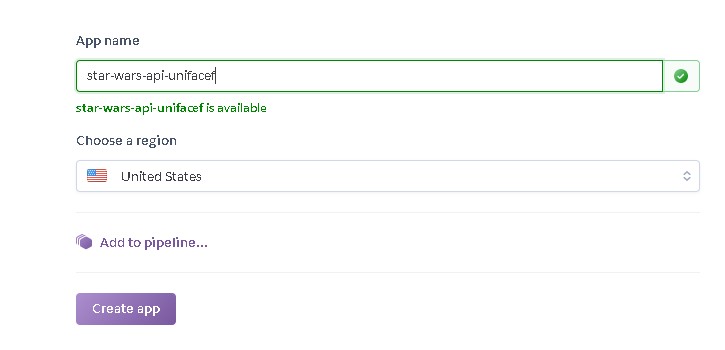 App name
star-wars-api-unifacef
star-wars-api-unifacef is available
Choose a region
United States
Add to pipeline...
Create app